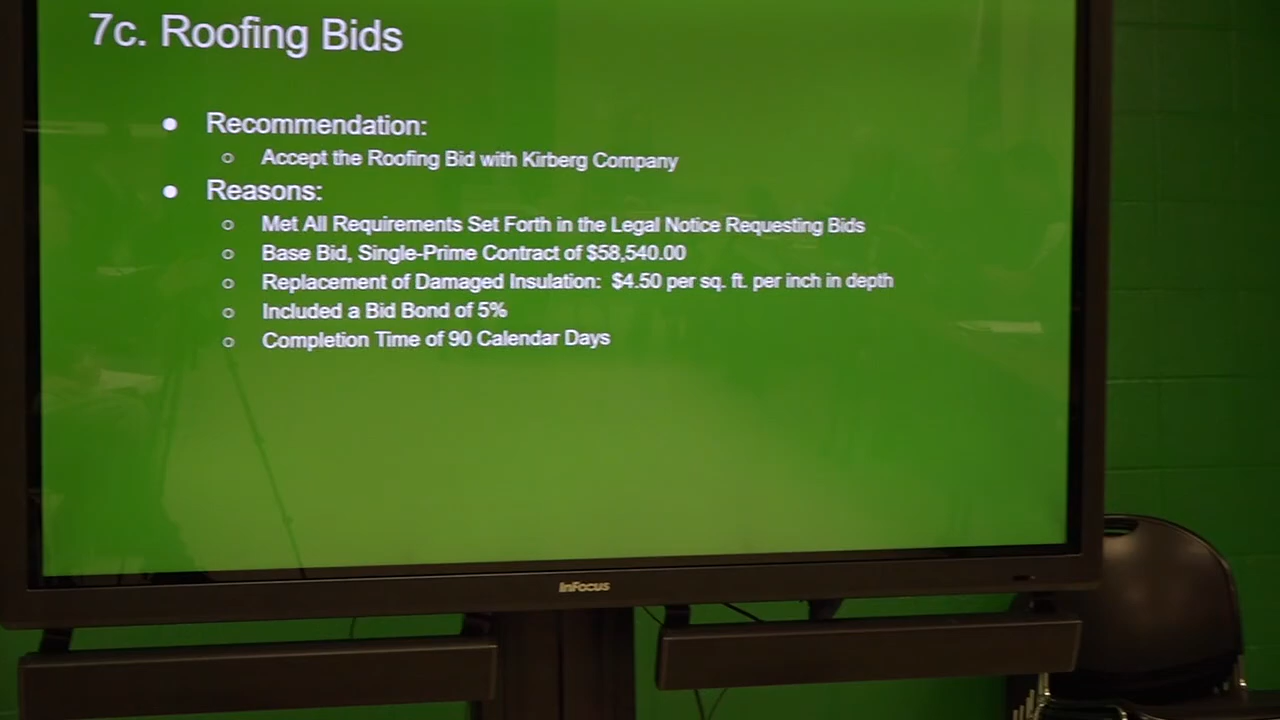 7c. Roofing Bids
● Recommendation:
○ Accept the Roofing Bid with Kirberg Company
● Reasons:
○ Met All Requirements Set Forth in the Legal Notice Requesting Bids
○ Base Bid, Single-Prime Contract of $58,540.00
○ Replacement of Damaged Insulation: $4.50 per sq. ft. per inch in depth
○ Included a Bid Bond of 5%
○ Completion Time of 90 Calendar Days
InFocus